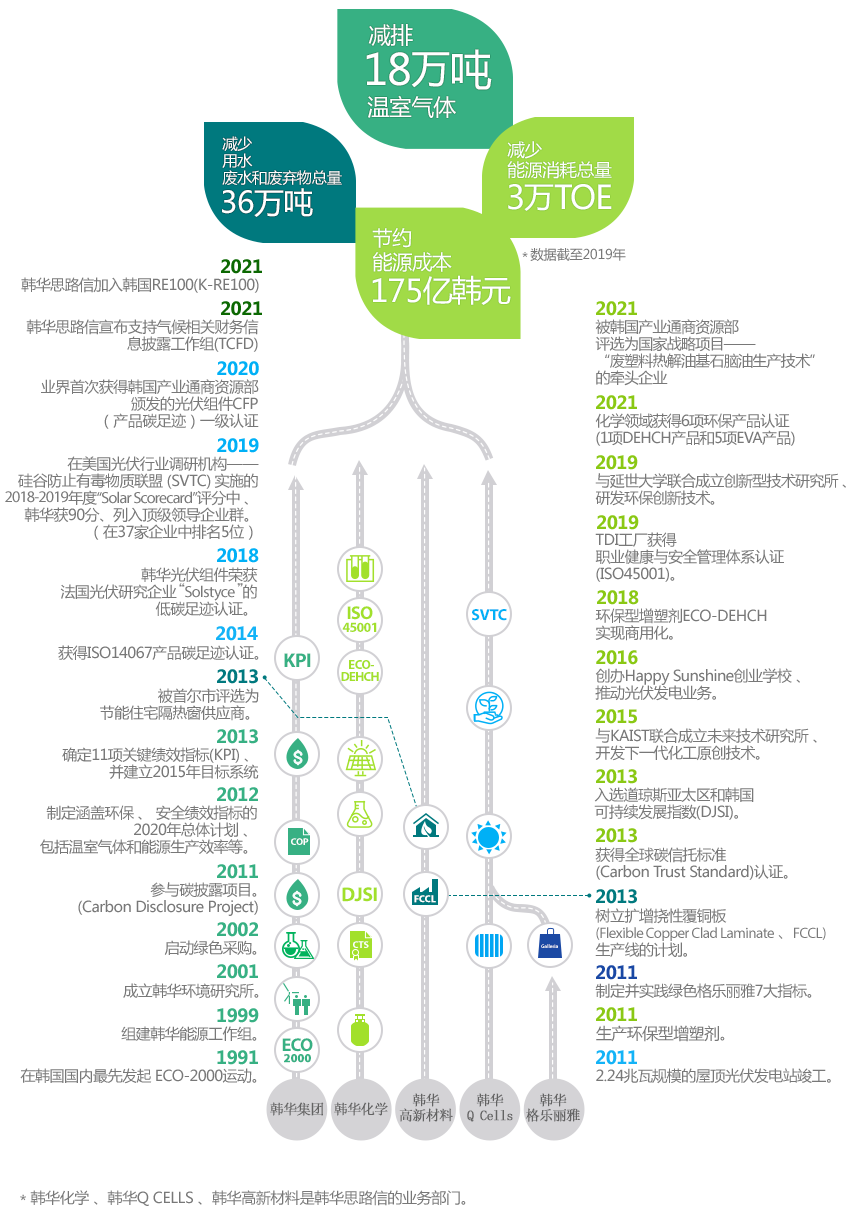 减排
18万吨
温室气体
减少
用水
废水和废弃物总量
36万吨
减少
能源消耗总量
3万TOE
节约
能源成本
175亿韩元
* 数据截至2019年
2021
韩华思路信加入韩国RE100(K-RE100)
2021
韩华思路信宣布支持气候相关财务信
息披露工作组(TCFD)
2020
业界首次获得韩国产业通商资源部
颁发的光伏组件CFP
（产品碳足迹）一级认证
2019
在美国光伏行业调研机构——
硅谷防止有毒物质联盟 (SVTC) 实施的
2018-2019年度“Solar Scorecard”评分中、
韩华获90分、列入顶级领导企业群。
（在37家企业中排名5位）
2018
韩华光伏组件荣获
法国光伏研究企业“Solstyce”的
低碳足迹认证。
2014
获得ISO14067产品碳足迹认证。
2013
被首尔市评选为
节能住宅隔热窗供应商。
2013
确定11项关键绩效指标(KPI)、
并建立2015年目标系统
2012
制定涵盖环保、安全绩效指标的
2020年总体计划、
包括温室气体和能源生产效率等。
2011
参与碳披露项目。
(Carbon Disclosure Project)
2002
启动绿色采购。
2001
成立韩华环境研究所。
1999
组建韩华能源工作组。
1991
在韩国国内最先发起 ECO-2000运动。
KPI
$
COP
$
ECO
2000
ISO
45001
ECO-
DEHCH
DJSI
CTS
FCCL
SVTC
Galleria
2021
被韩国产业通商资源部
评选为国家战略项目——
“废塑料热解油基石脑油生产技术”
的牵头企业
2021
化学领域获得6项环保产品认证
(1项DEHCH产品和5项EVA产品)
2019
与延世大学联合成立创新型技术研究所、
研发环保创新技术。
2019
TDI工厂获得
职业健康与安全管理体系认证
(ISO45001)。
2018
环保型增塑剂ECO-DEHCH
实现商用化。
2016
创办Happy Sunshine创业学校、
推动光伏发电业务。
2015
与KAIST联合成立未来技术研究所、
开发下一代化工原创技术。
2013
入选道琼斯亚太区和韩国
可持续发展指数(DJSI)。
2013
获得全球碳信托标准
(Carbon Trust Standard)认证。
2013
树立扩增挠性覆铜板
(Flexible Copper Clad Laminate 、FCCL)
生产线的计划。
2011
制定并实践绿色格乐丽雅7大指标。
2011
生产环保型增塑剂。
2011
2.24兆瓦规模的屋顶光伏发电站竣工。
韩华集团
韩华化学
韩华
高新材料
韩华
Q Cells
韩华
格乐丽雅
* 韩华化学、韩华Q CELLS 、韩华高新材料是韩华思路信的业务部门。